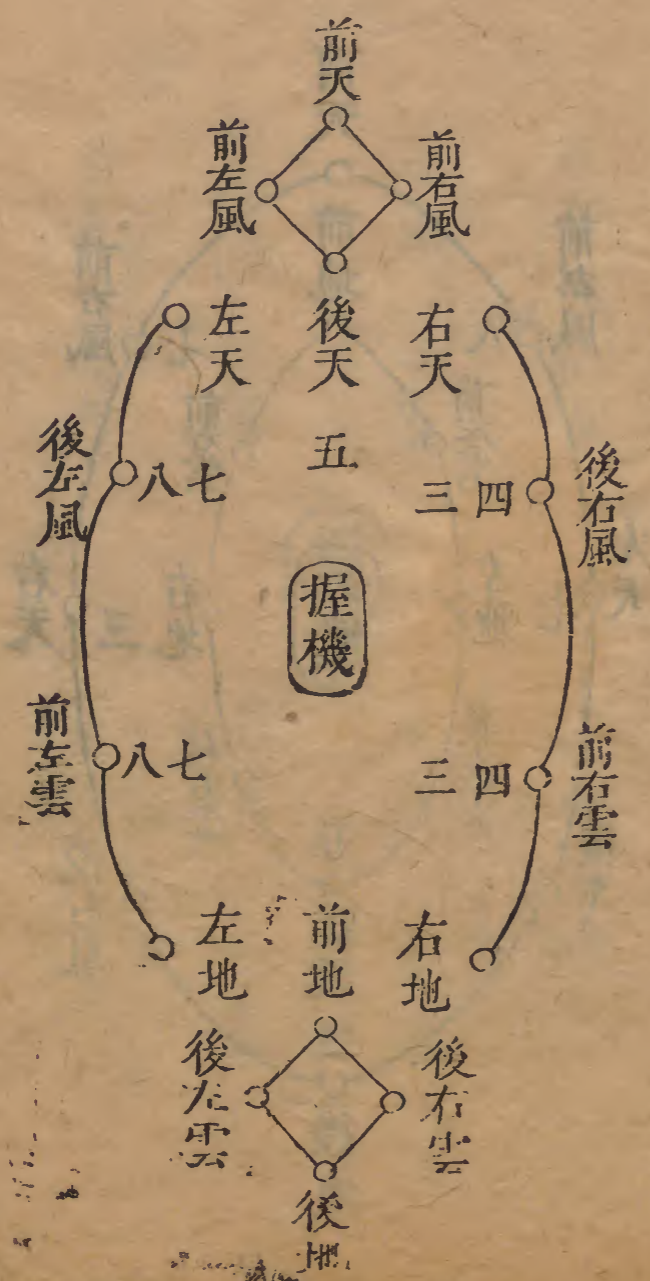 前天
前右風
前左風
右天
後天
左天
五
後右風
四
三
七
八
後左風
握機
前右雲
四
三
七
八
前左雲
右地
前地
左地
後右雲
後左雲
後地